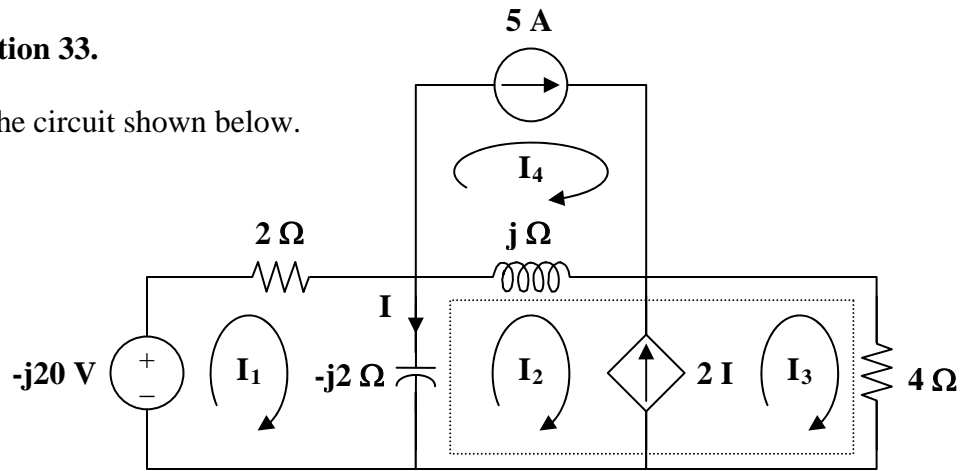 5 A
tion 33.
he circuit shown below.
I₄
2 Ω
j Ω
I
-j20 V
+
–
I₁
-j2 Ω
I₂
2 I
I₃
4 Ω